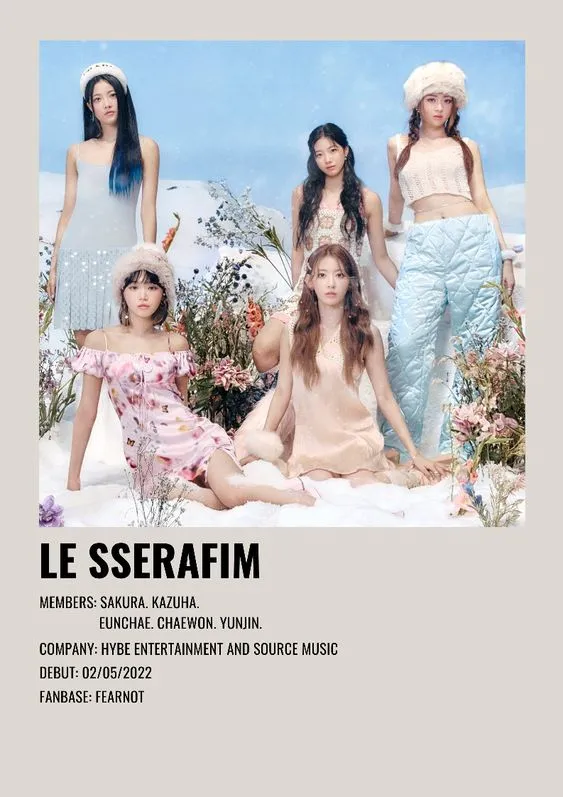 LE SSERAFIM
MEMBERS: SAKURA. KAZUHA.
EUNCHAE. CHAEWON. YUNJIN.
COMPANY: HYBE ENTERTAINMENT AND SOURCE MUSIC
DEBUT: 02/05/2022
FANBASE: FEARNOT